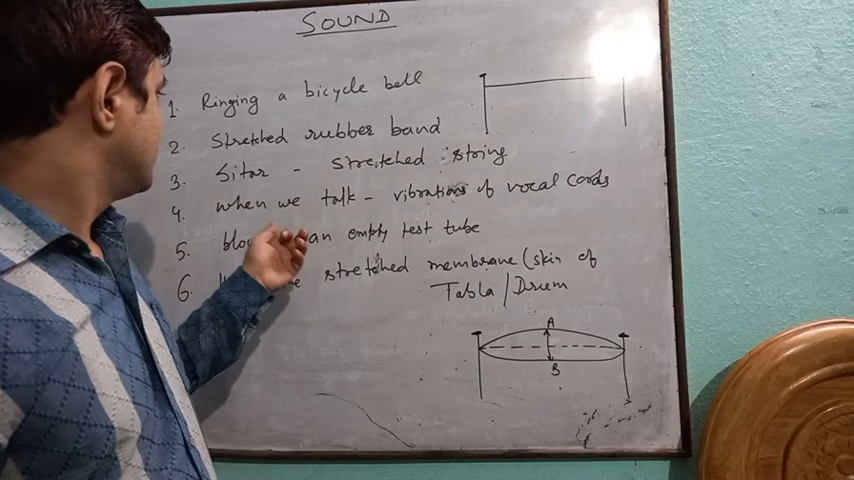 SOUND
1. Ringing a bicycle bell
2. Stretched rubber band
3. Sitar - stretched string
4. when we talk - vibrations of vocal cords
5. blow an empty test tube
6. stretched membrane (skin of
Tabla / Drum
A
B